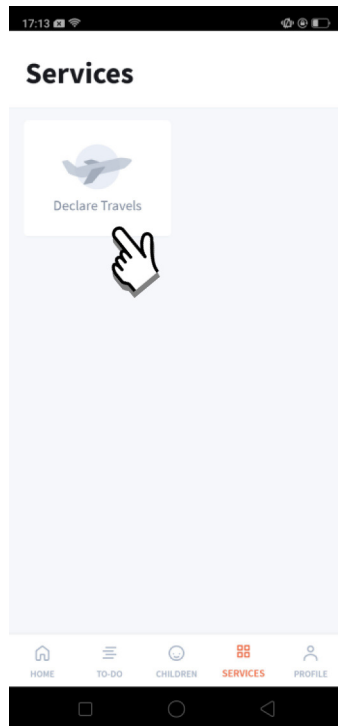 17:13
Services
Declare Travels
HOME TO-DO CHILDREN SERVICES PROFILE